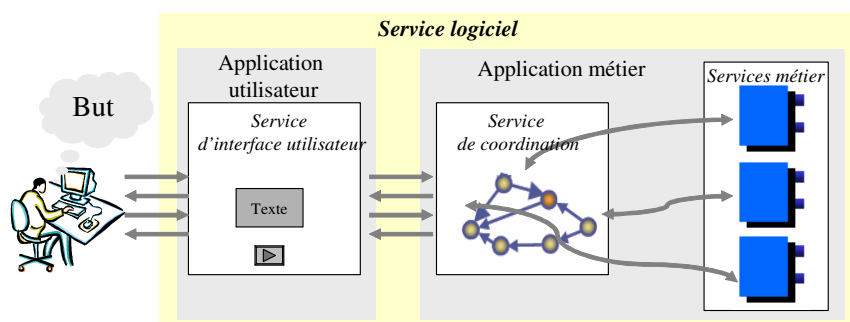 Service logiciel
Application
utilisateur
Application métier
Services métier
But
Service
d'interface utilisateur
Service
de coordination
Texte